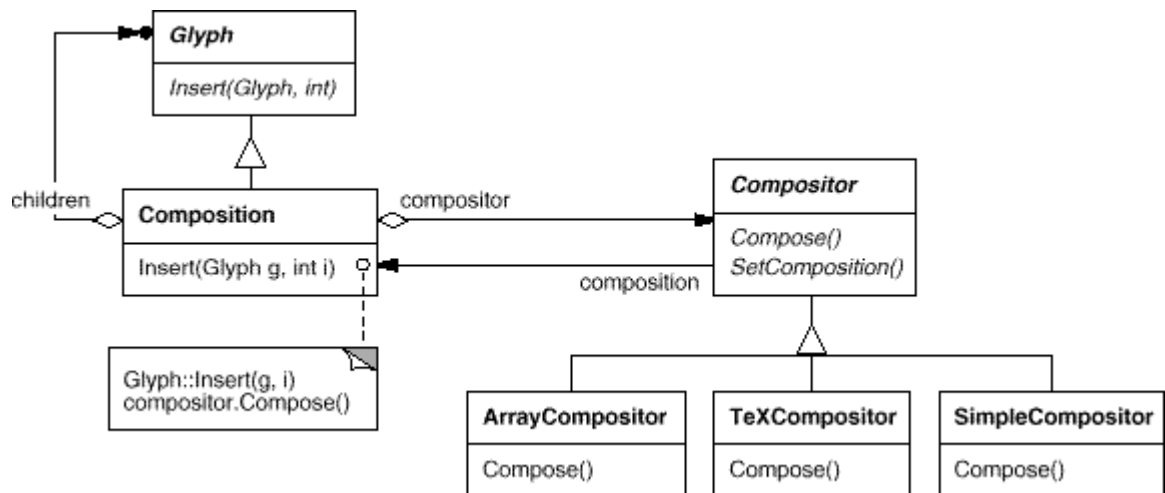 Glyph
Insert(Glyph, int)
children
Composition
Insert(Glyph g, int i)
compositor
composition
Compositor
Compose()
SetComposition()
Glyph::Insert(g, i)
compositor.Compose()
ArrayCompositor
Compose()
TeXCompositor
Compose()
SimpleCompositor
Compose()